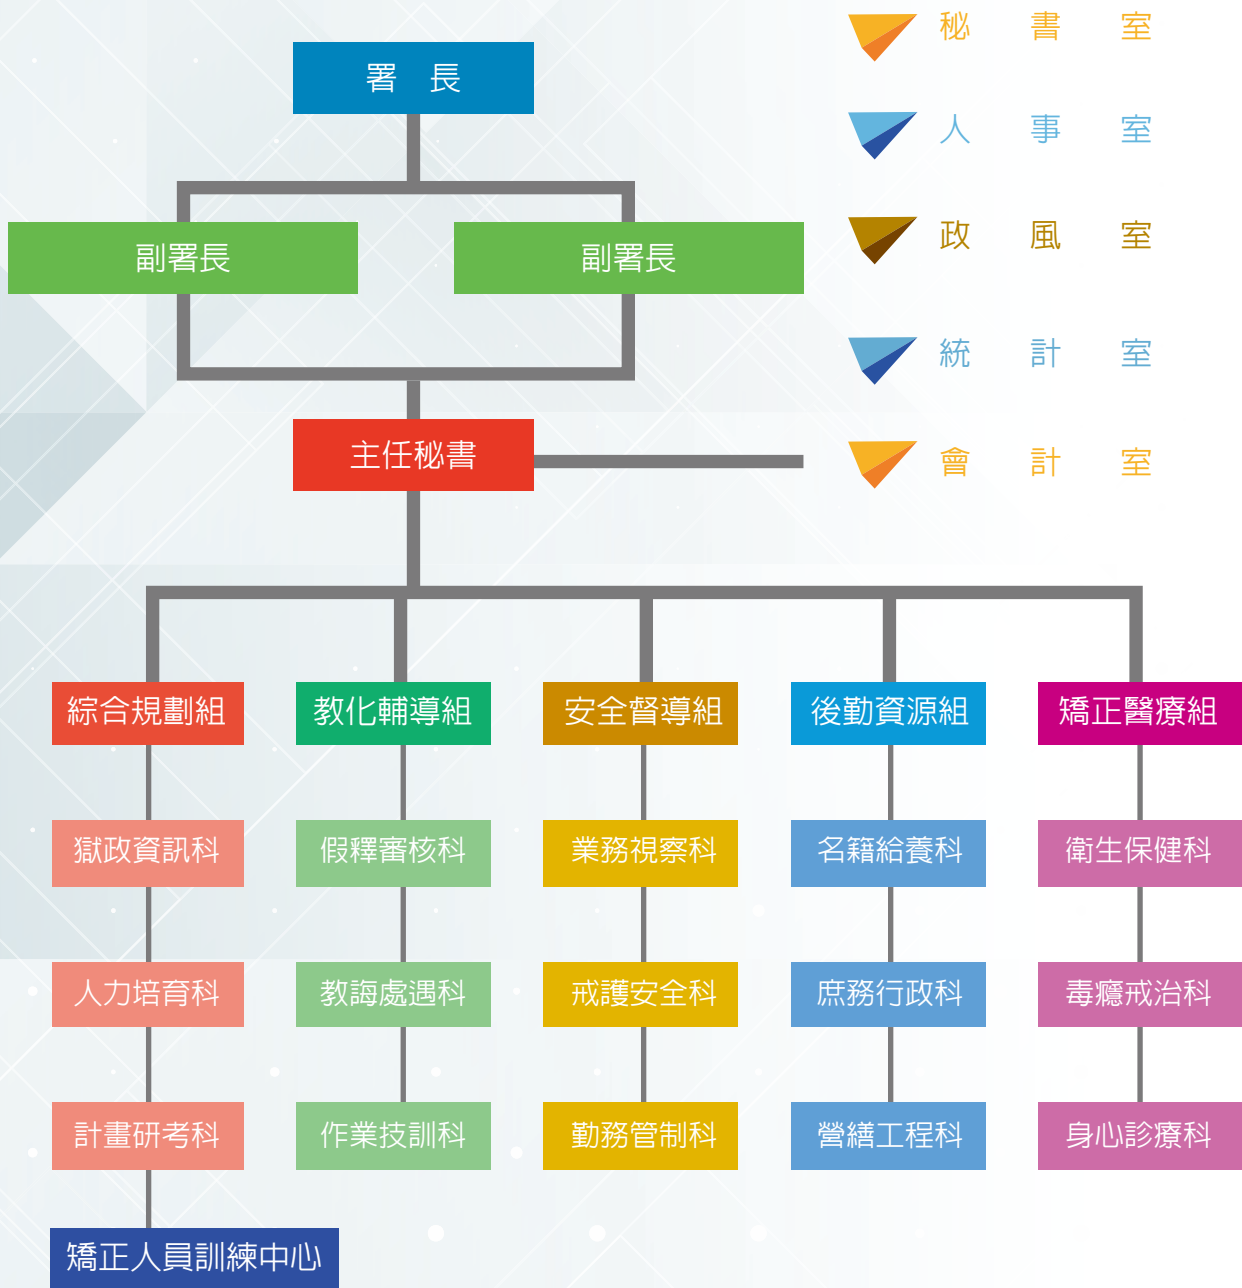 署 長
副署長
副署長
主任秘書
秘書室
人事室
政風室
統計室
會計室
綜合規劃組
教化輔導組
安全督導組
後勤資源組
矯正醫療組
獄政資訊科
假釋審核科
業務視察科
名籍給養科
衛生保健科
人力培育科
教誨處遇科
戒護安全科
庶務行政科
毒癮戒治科
計畫研考科
作業技訓科
勤務管制科
營繕工程科
身心診療科
矯正人員訓練中心